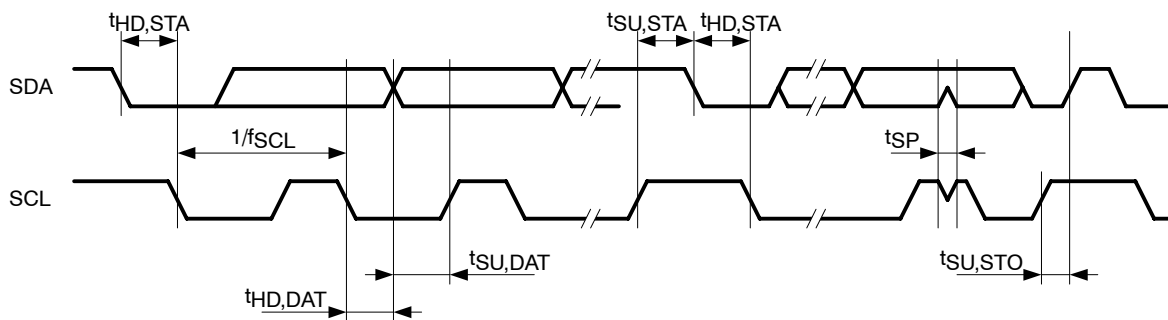 tHD,STA
tSU,STA
tHD,STA
SDA
1/fSCL
tSP
SCL
tSU,DAT
tSU,STO
tHD,DAT